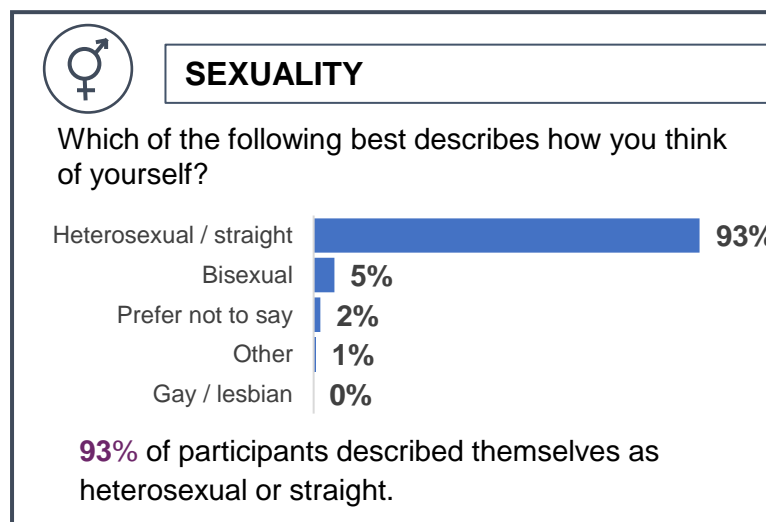 SEXUALITY
Which of the following best describes how you think
of yourself?
Heterosexual / straight 93%
Bisexual 5%
Prefer not to say 2%
Other 1%
Gay / lesbian 0%
93% of participants described themselves as
heterosexual or straight.